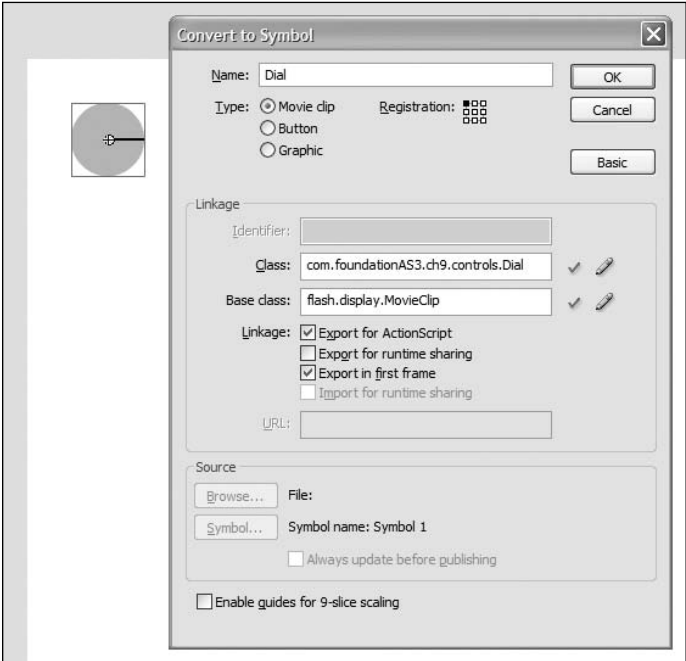 Convert to Symbol
Name: Dial
OK
Type: Movie clip Registration:
Cancel
Button
Graphic
Basic
Linkage
Identifier:
Class: com.foundationAS3.ch9.controls.Dial
Base class: flash.display.MovieClip
Linkage: Export for ActionScript
Export for runtime sharing
Export in first frame
Import for runtime sharing
URL:
Source
Browse... File:
Symbol... Symbol name: Symbol 1
Always update before publishing
Enable guides for 9-slice scaling